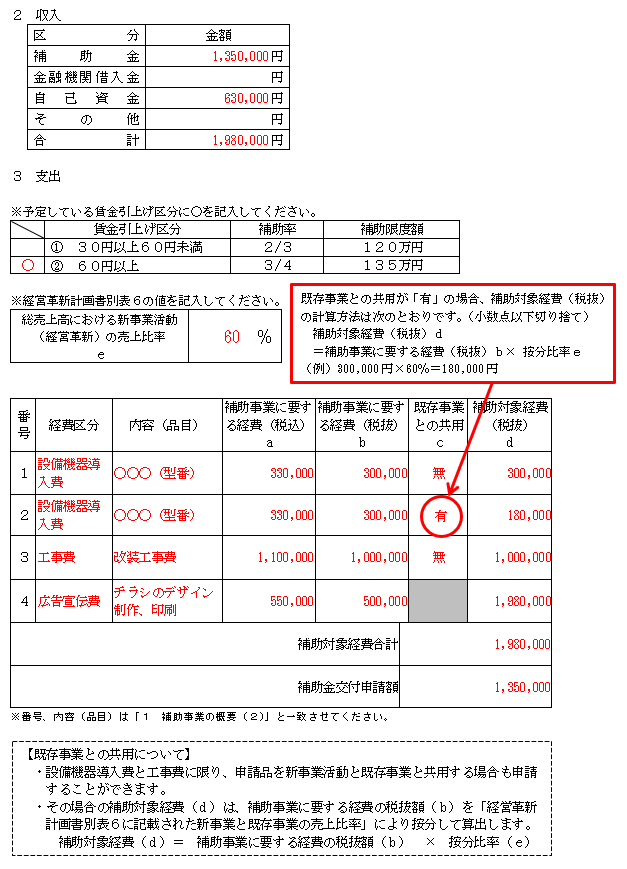 ２　収入
区　分　金額
補　助　金　1,350,000円
金融機関借入金　円
自　己　資　金　630,000円
そ　の　他　円
合　計　1,980,000円
３　支出
※予定している賃金引上げ区分に〇を記入してください。
賃金引上げ区分　補助率　補助限度額
①　３０円以上６０円未満　２/３　１２０万円
〇　②　６０円以上　３/４　１３５万円
※経営革新計画書別表６の値を記入してください。
総売上高における新事業活動
（経営革新）の売上比率
ｅ
60　％
既存事業との共用が「有」の場合、補助対象経費（税抜）
の計算方法は次のとおりです。（小数点以下切り捨て）
補助対象経費（税抜）ｄ
＝補助事業に要する経費（税抜）ｂ× 按分比率ｅ
（例）300,000円×60％＝180,000円
番号　経費区分　内容（品目）　補助事業に要する経費（税込）ａ　補助事業に要する経費（税抜）ｂ　既存事業との共用ｃ　補助対象経費（税抜）ｄ
1　設備機器導入費　〇〇〇（型番）　330,000　300,000　無　300,000
2　設備機器導入費　〇〇〇（型番）　330,000　300,000　有　180,000
3　工事費　改装工事費　1,100,000　1,000,000　無　1,000,000
4　広告宣伝費　チラシのデザイン制作、印刷　550,000　500,000　1,980,000
補助対象経費合計　1,980,000
補助金交付申請額　1,350,000
※番号、内容（品目）は「１　補助事業の概要（２）」と一致させてください。
【既存事業との共用について】
・設備機器導入費と工事費に限り、申請品を新事業活動と既存事業と共用する場合も申請
することができます。
・その場合の補助対象経費（ｄ）は、補助事業に要する経費の税抜額（ｂ）を「経営革新
計画書別表６に記載された新事業と既存事業の売上比率」により按分して算出します。
補助対象経費（ｄ）＝　補助事業に要する経費の税抜額（ｂ）　×　按分比率（ｅ）